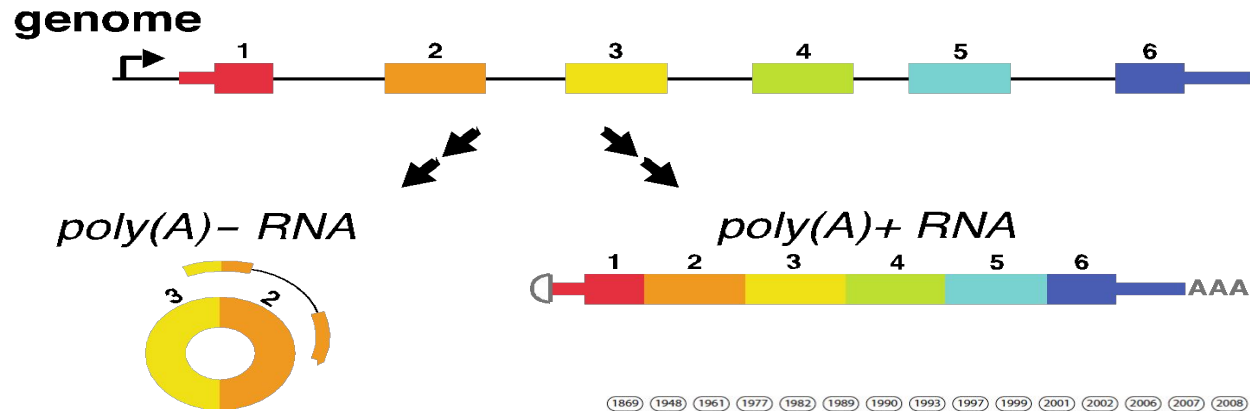 genome
1 2 3 4 5 6
poly(A)– RNA
poly(A)+ RNA
1 2 3 4 5 6
3 2
AAA
1869 1948 1961 1977 1982 1989 1990 1993 1997 1999 2001 2002 2006 2007 2008